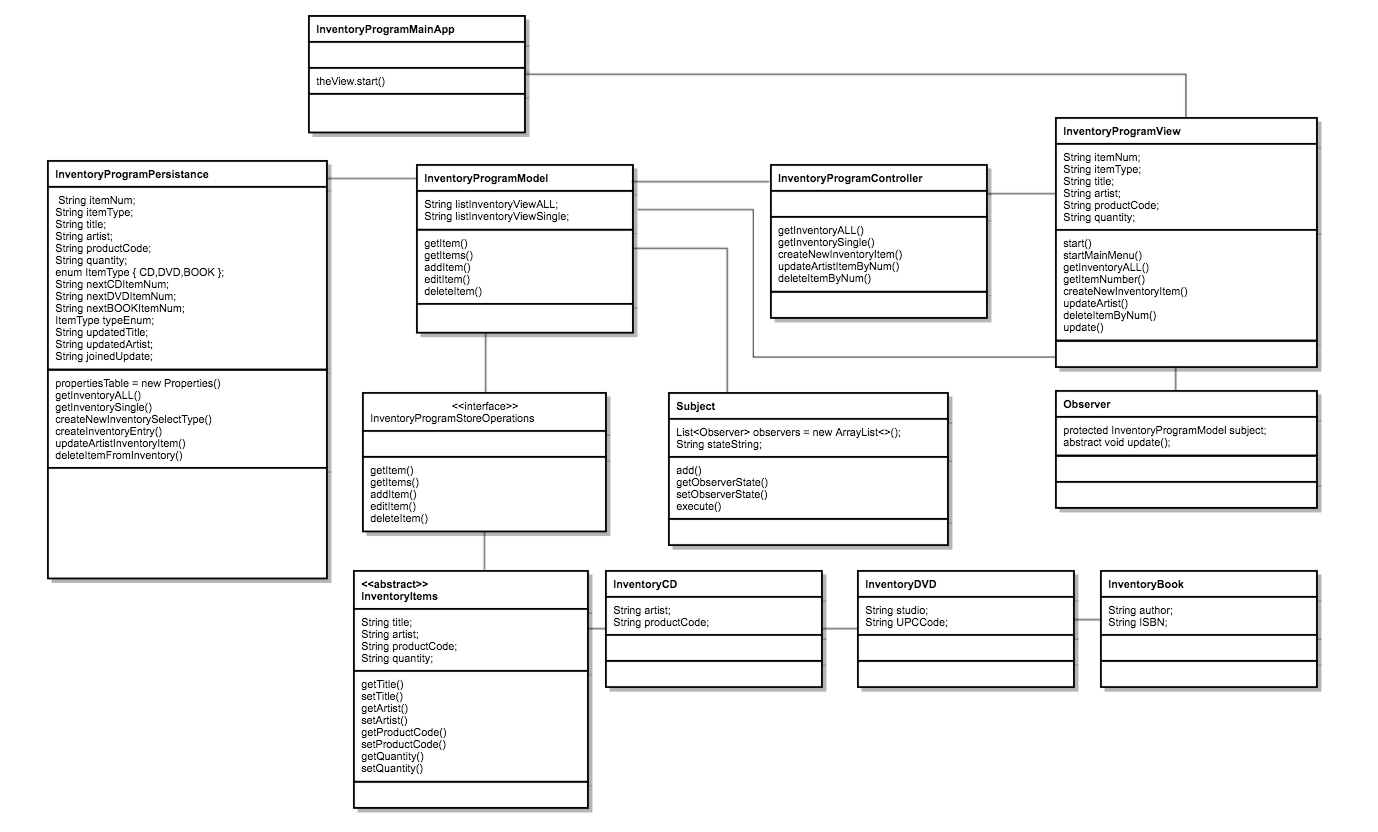 InventoryProgramMainApp
theView.start()
InventoryProgramPersistance
String itemNum;
String itemType;
String title;
String artist;
String productCode;
String quantity;
enum ItemType { CD,DVD,BOOK };
String nextCDItemNum;
String nextDVDItemNum;
String nextBOOKItemNum;
ItemType typeEnum;
String updatedTitle;
String updatedArtist;
String joinedUpdate;
propertiesTable = new Properties()
getInventoryALL()
getInventorySingle()
createNewInventorySelectType()
createInventoryEntry()
updateArtistInventoryItem()
deleteItemFromInventory()
InventoryProgramModel
String listInventoryViewALL;
String listInventoryViewSingle;
getItem()
getItems()
addItem()
editItem()
deleteItem()
InventoryProgramController
getInventoryALL()
getInventorySingle()
createNewInventoryItem()
updateArtistItemByNum()
deleteItemByNum()
InventoryProgramView
String itemNum;
String itemType;
String title;
String artist;
String productCode;
String quantity;
start()
startMainMenu()
getInventoryALL()
getItemNumber()
createNewInventoryItem()
updateArtist()
deleteItemByNum()
update()
<<interface>>
InventoryProgramStoreOperations
getItem()
getItems()
addItem()
editItem()
deleteItem()
Subject
List<Observer> observers = new ArrayList<>();
String stateString;
add()
getObserverState()
setObserverState()
execute()
Observer
protected InventoryProgramModel subject;
abstract void update();
<<abstract>>
InventoryItems
String title;
String artist;
String productCode;
String quantity;
getTitle()
setTitle()
getArtist()
setArtist()
getProductCode()
setProductCode()
getQuantity()
setQuantity()
InventoryCD
String artist;
String productCode;
InventoryDVD
String studio;
String UPCCode;
InventoryBook
String author;
String ISBN;